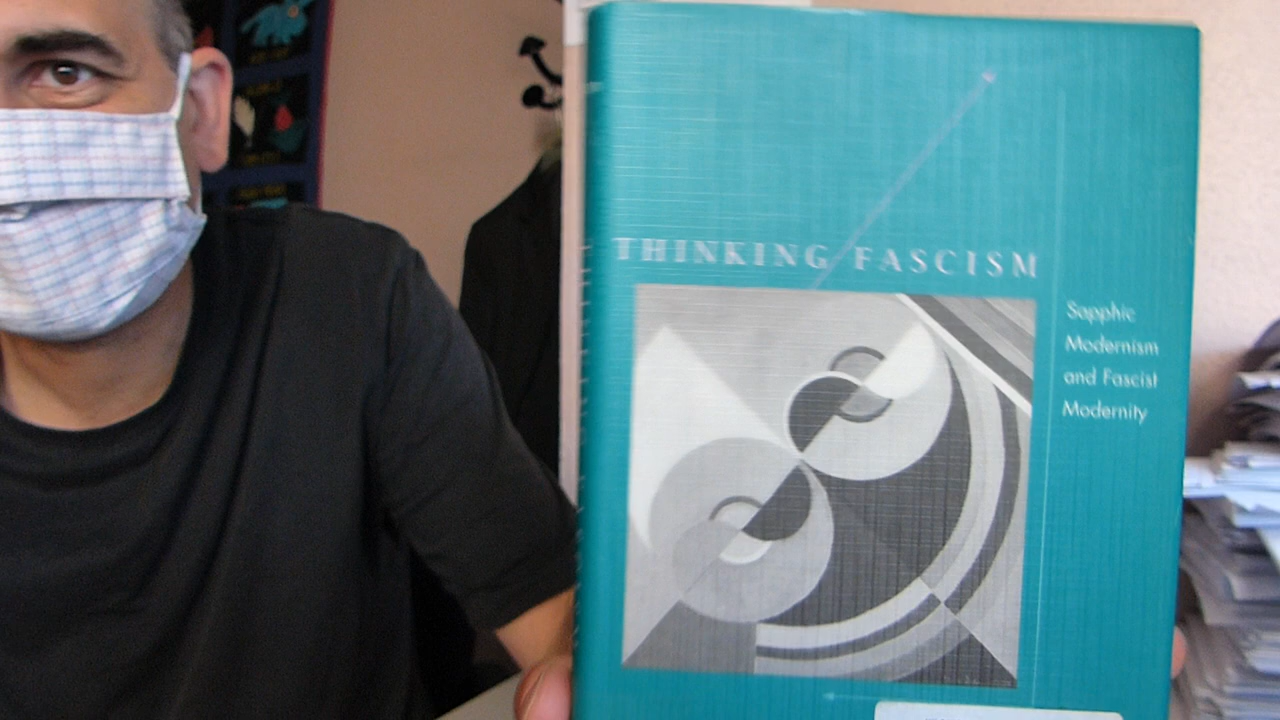 THINKING FASCISM
Sapphic
Modernism
and Fascist
Modernity